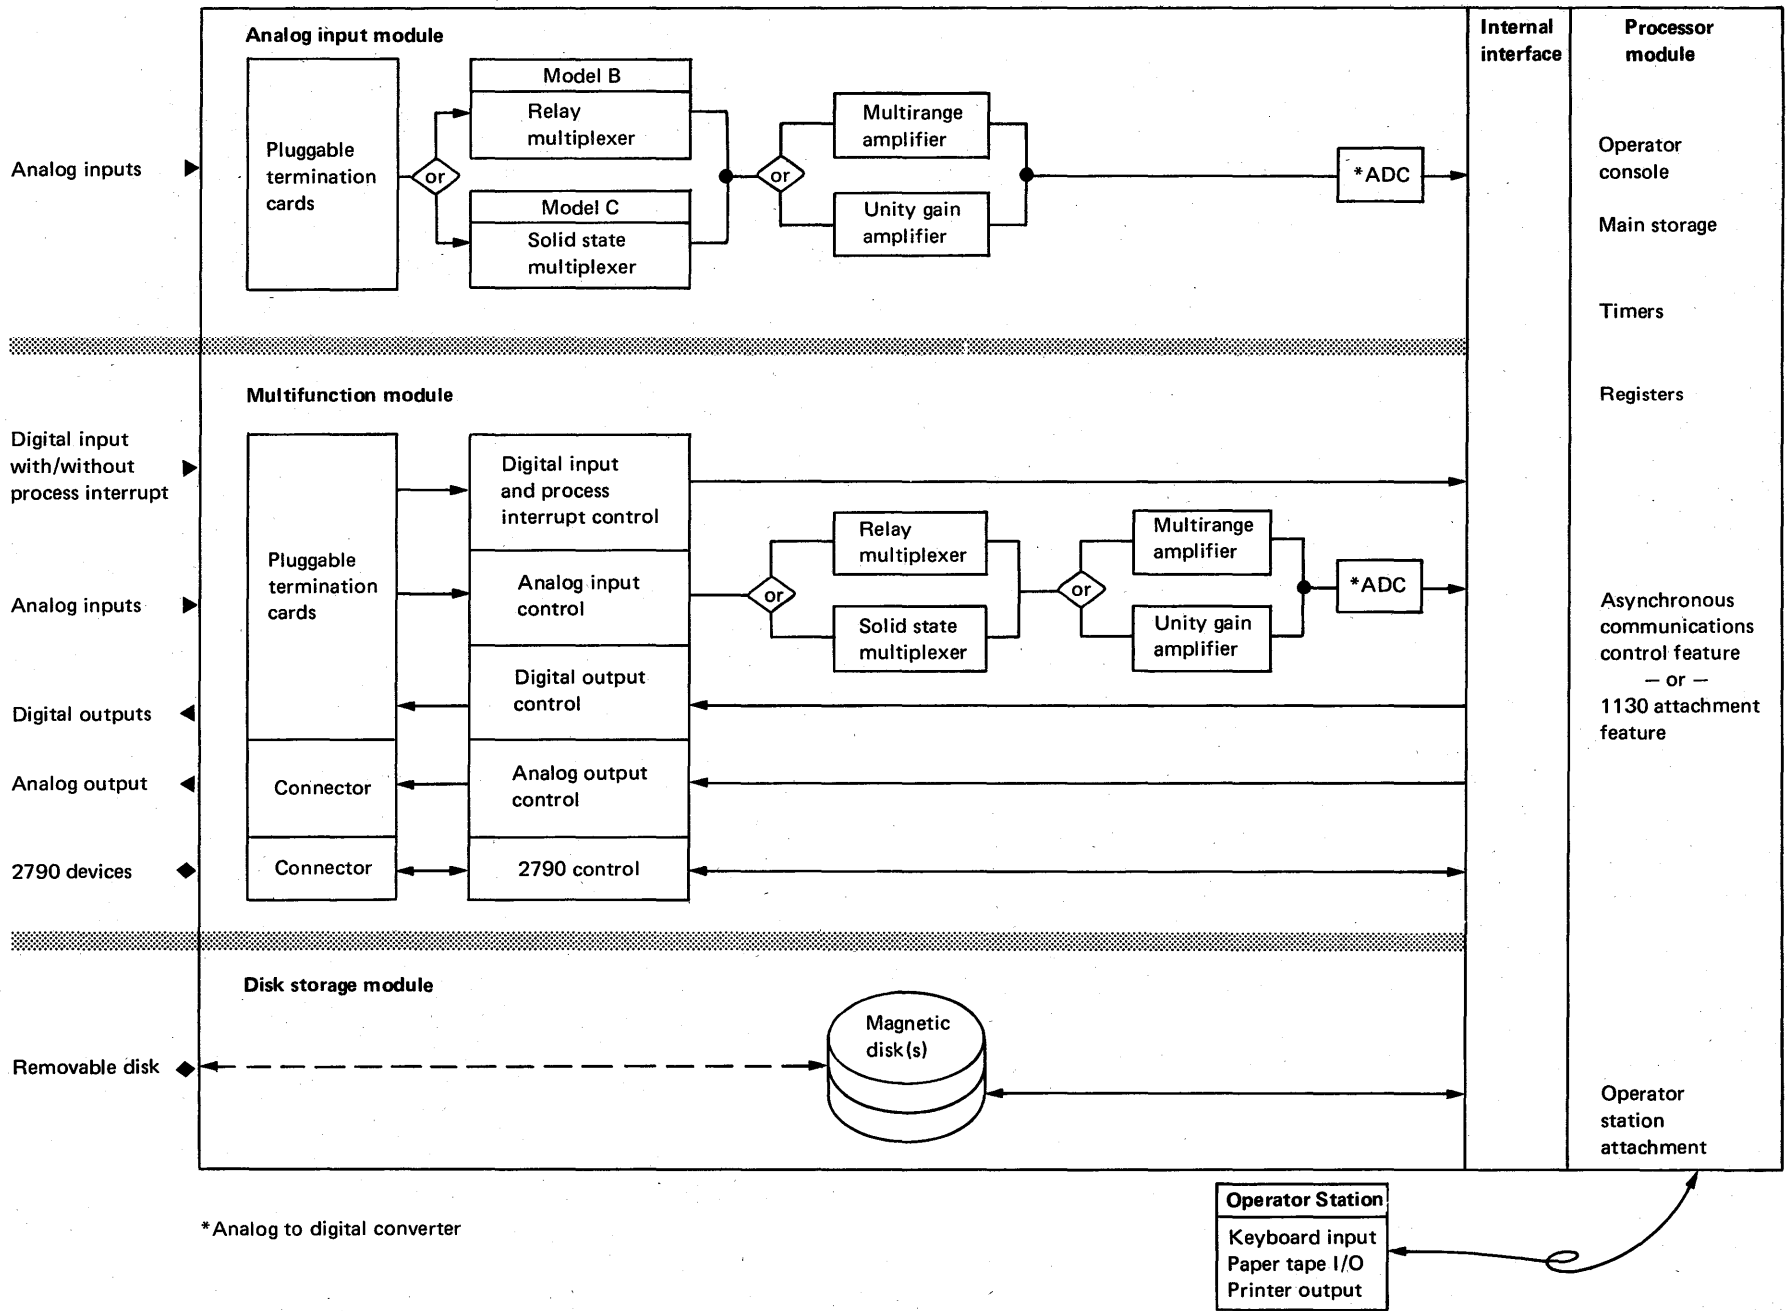 Analog input module
Internal
interface
Processor
module
Analog inputs
Pluggable
termination
cards
or
Model B
Relay
multiplexer
Model C
Solid state
multiplexer
or
Multirange
amplifier
Unity gain
amplifier
*ADC
Operator
console
Main storage
Timers
Registers
Asynchronous
communications
control feature
— or —
1130 attachment
feature
Operator
station
attachment
Multifunction module
Digital input
with/without
process interrupt
Analog inputs
Digital outputs
Analog output
2790 devices
Pluggable
termination
cards
Connector
Connector
Digital input
and process
interrupt control
Analog input
control
Digital output
control
Analog output
control
2790 control
or
Relay
multiplexer
Solid state
multiplexer
or
Multirange
amplifier
Unity gain
amplifier
*ADC
Disk storage module
Removable disk
Magnetic
disk(s)
*Analog to digital converter
Operator Station
Keyboard input
Paper tape I/O
Printer output